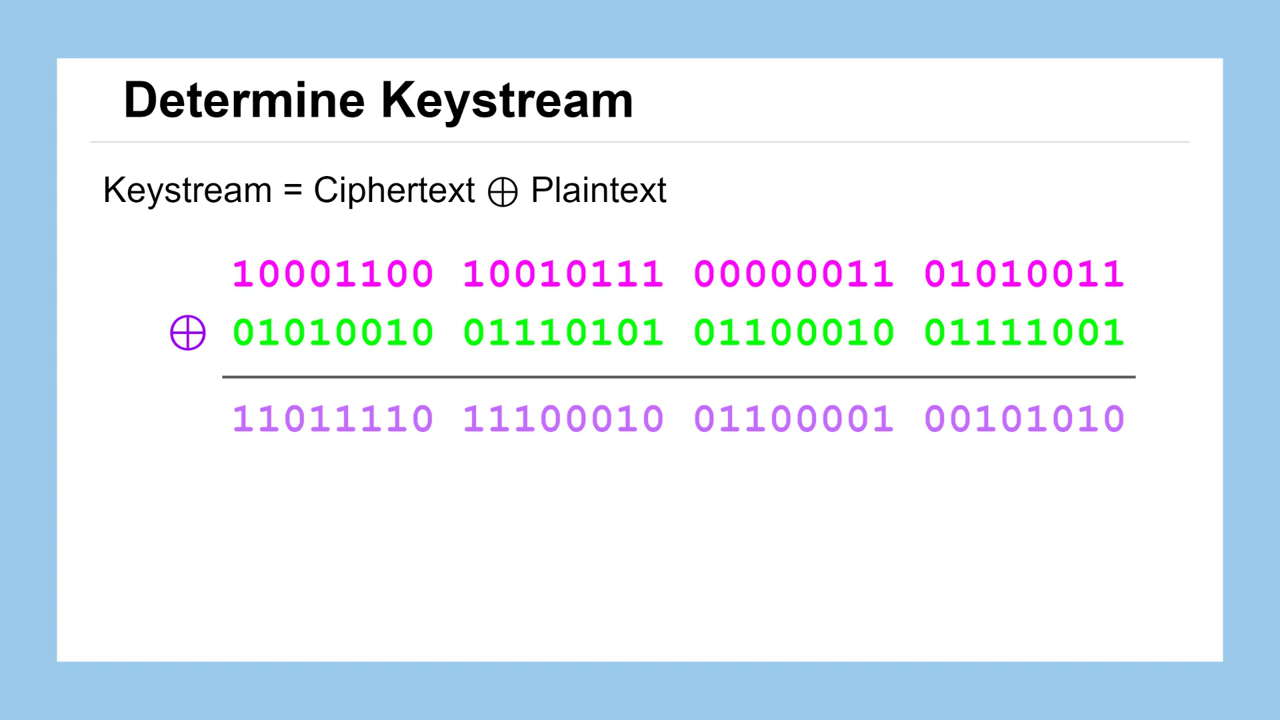 Determine Keystream
Keystream = Ciphertext ⊕ Plaintext
10001100 10010111 00000011 01010011
⊕ 01010010 01110101 01100010 01111001
11011110 11100010 01100001 00101010